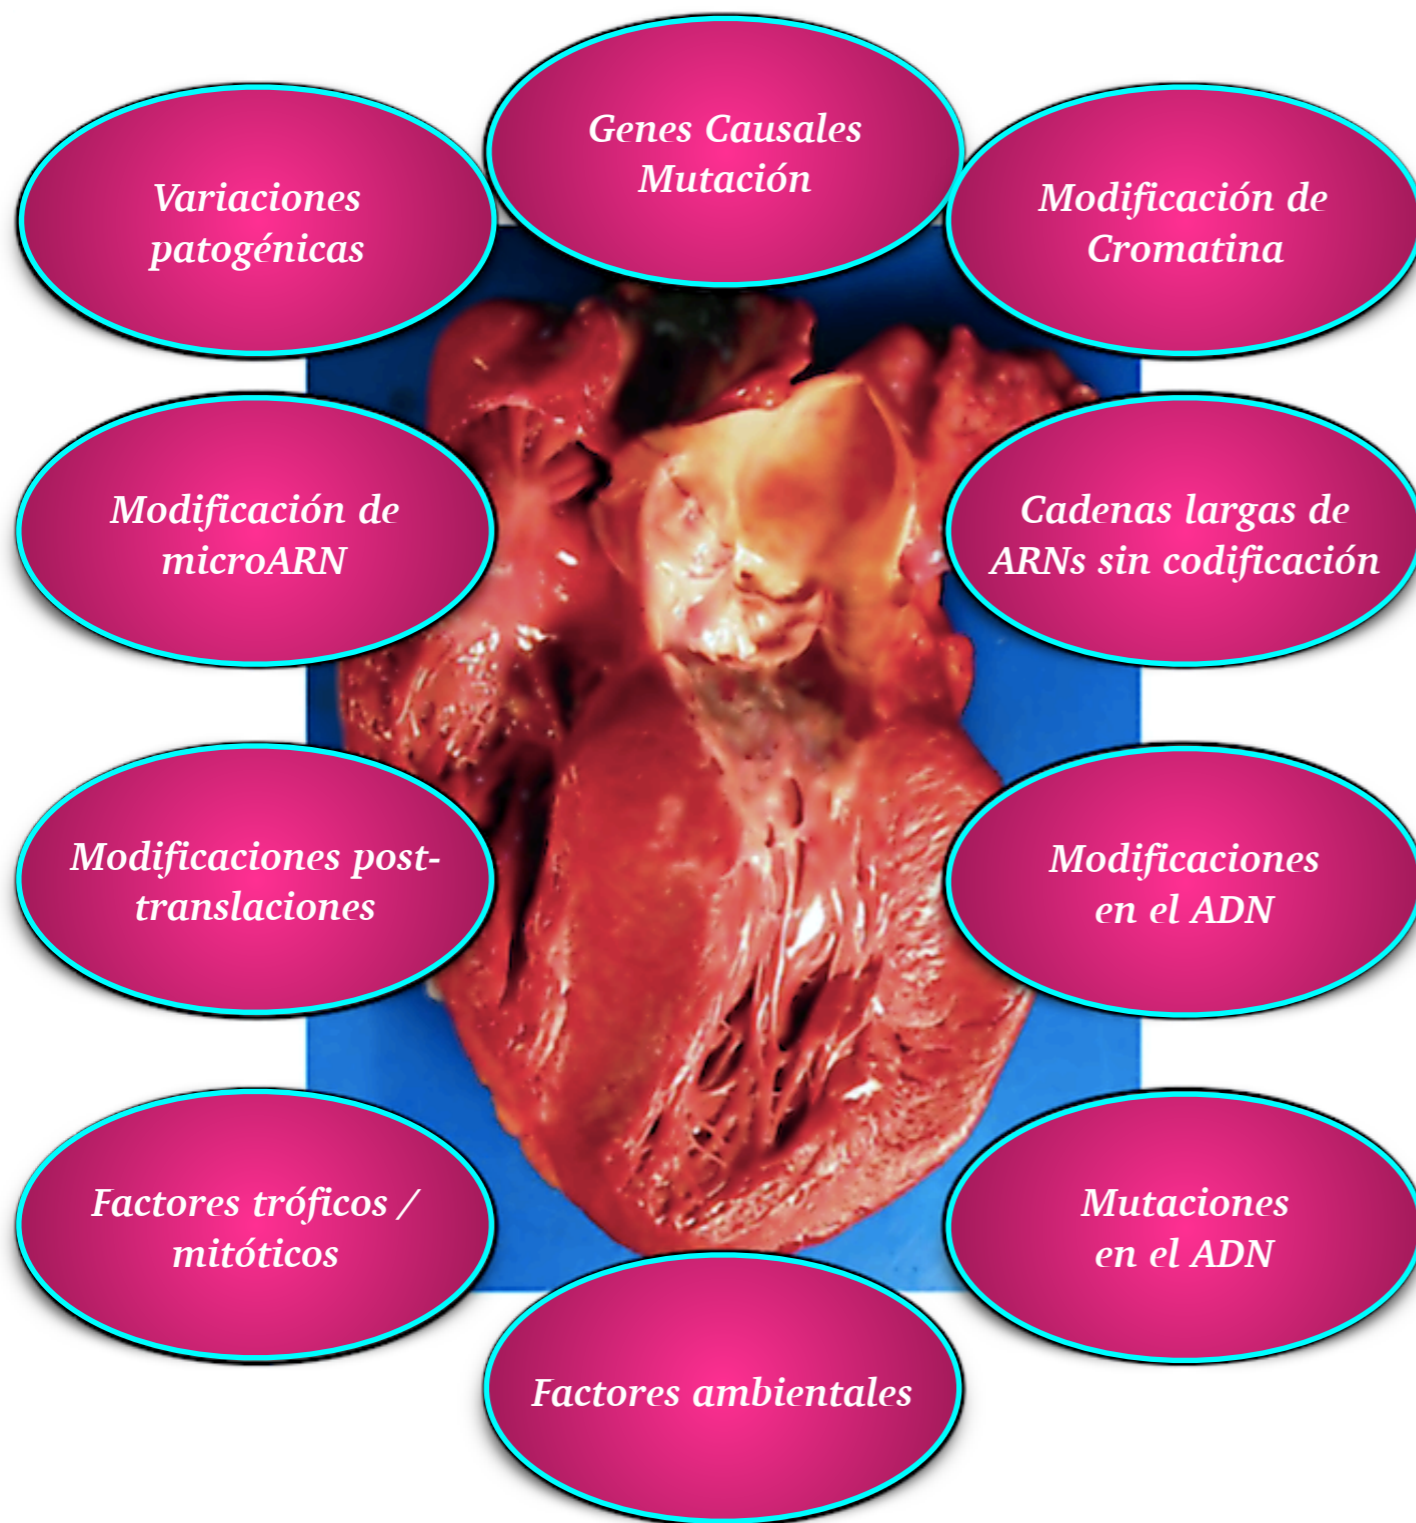 Genes Causales
Mutación
Variaciones
patogénicas
Modificación de
Cromatina
Modificación de
microARN
Cadenas largas de
ARNs sin codificación
Modificaciones post-
translaciones
Modificaciones
en el ADN
Factores tróficos /
mitóticos
Mutaciones
en el ADN
Factores ambientales